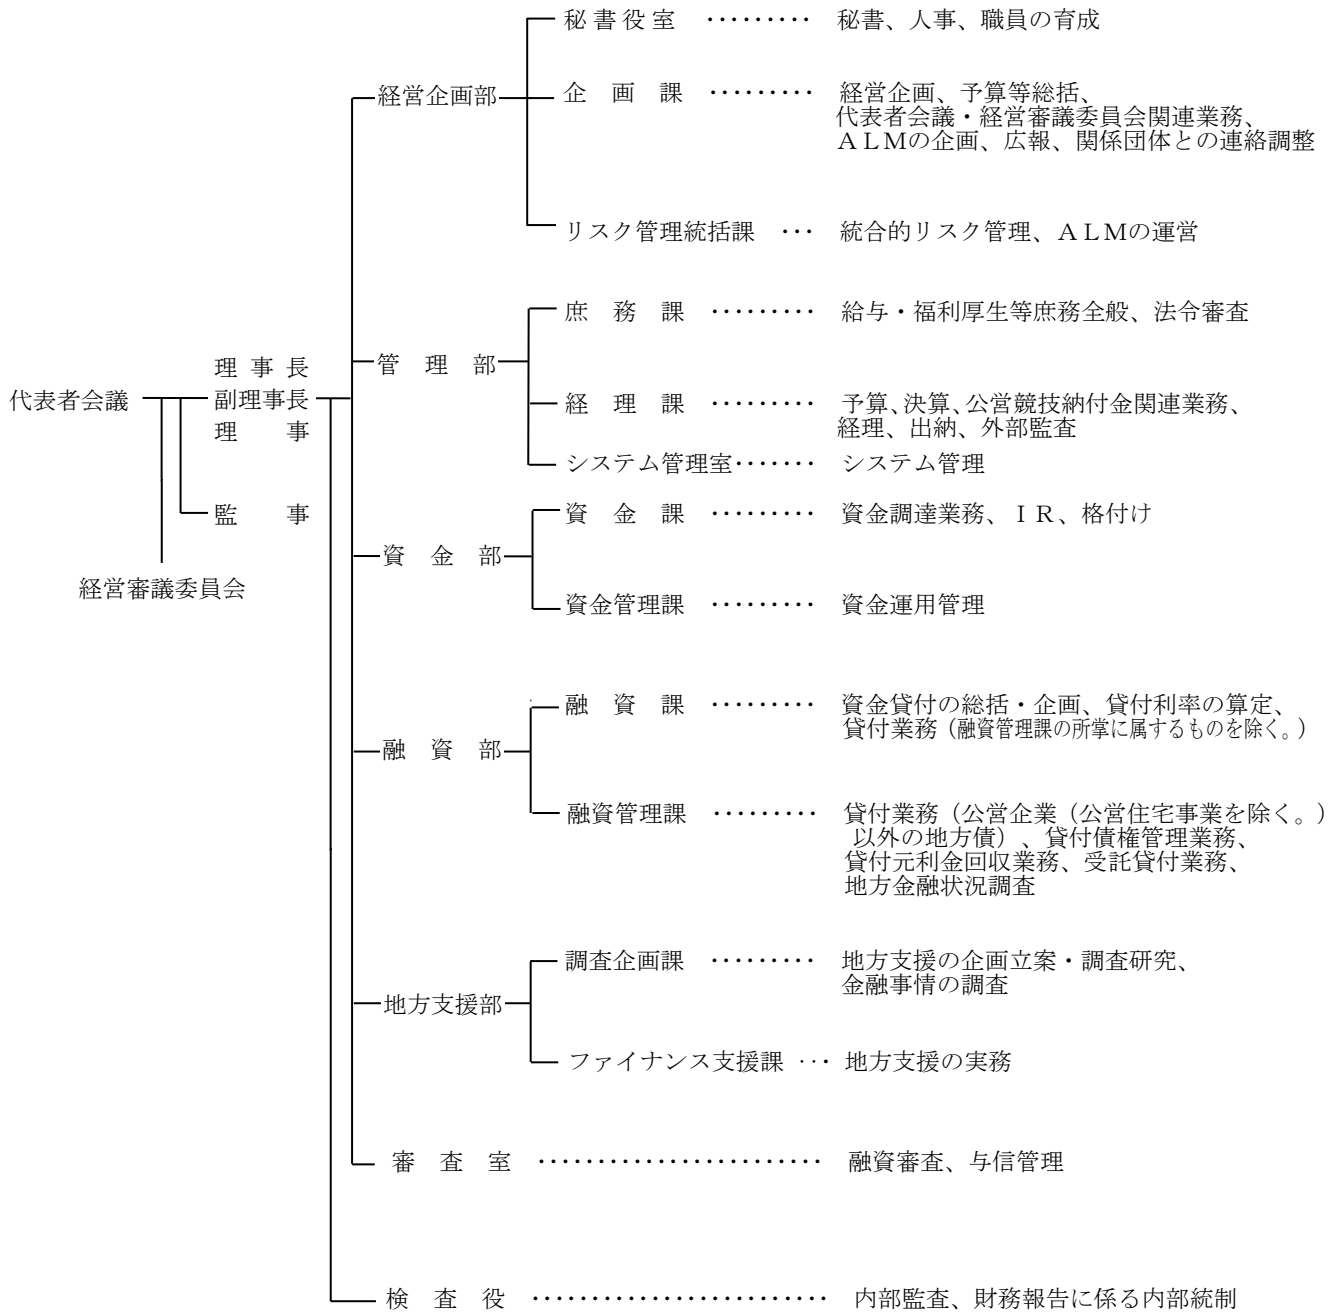 秘書役室 ········· 秘書、人事、職員の育成
経営企画部
企画課 ········· 経営企画、予算等総括、
代表者会議・経営審議委員会関連業務、
ALMの企画、広報、関係団体との連絡調整
リスク管理統括課 ··· 統合的リスク管理、ALMの運営
庶務課 ········· 給与・福利厚生等庶務全般、法令審査
管理部
理事長
代表者会議
副理事長
理事
経理課 ········· 予算、決算、公営競技納付金関連業務、
経理、出納、外部監査
システム管理室······· システム管理
監事
資金課 ········· 資金調達業務、IR、格付け
資金部
経営審議委員会
資金管理課 ········· 資金運用管理
融資課 ········· 資金貸付の総括・企画、貸付利率の算定、
貸付業務(融資管理課の所掌に属するものを除く。)
融資部
融資管理課 ········· 貸付業務(公営企業(公営住宅事業を除く。)
以外の地方債)、貸付債権管理業務、
貸付元利金回収業務、受託貸付業務、
地方金融状況調査
調査企画課 ········· 地方支援の企画立案・調査研究、
金融事情の調査
地方支援部
ファイナンス支援課 ··· 地方支援の実務
審査室 ························ 融資審査、与信管理
検査役 ························· 内部監査、財務報告に係る内部統制